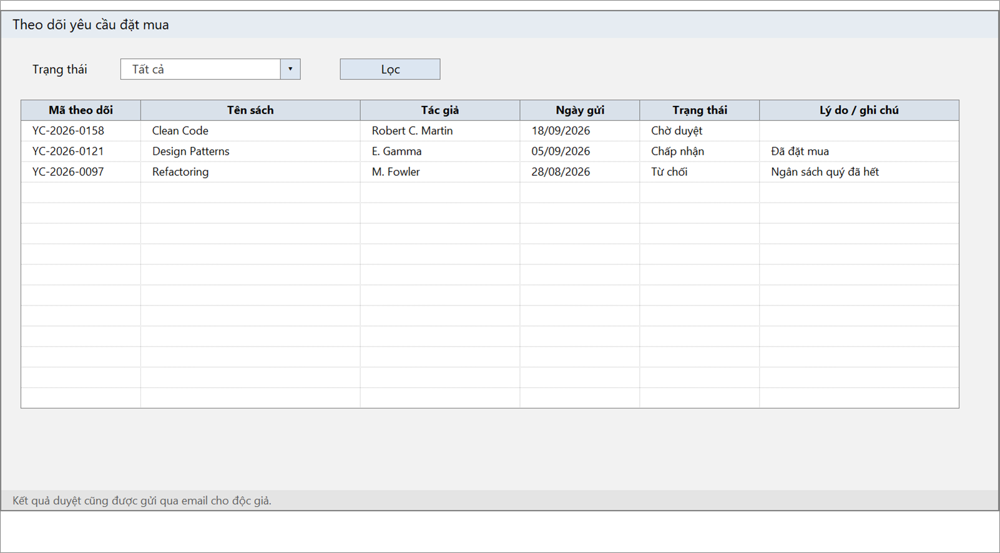 Theo dõi yêu cầu đặt mua
Trạng thái Tất cả Lọc
Mã theo dõi Tên sách Tác giả Ngày gửi Trạng thái Lý do / ghi chú
YC-2026-0158 Clean Code Robert C. Martin 18/09/2026 Chờ duyệt
YC-2026-0121 Design Patterns E. Gamma 05/09/2026 Chấp nhận Đã đặt mua
YC-2026-0097 Refactoring M. Fowler 28/08/2026 Từ chối Ngân sách quý đã hết
Kết quả duyệt cũng được gửi qua email cho độc giả.